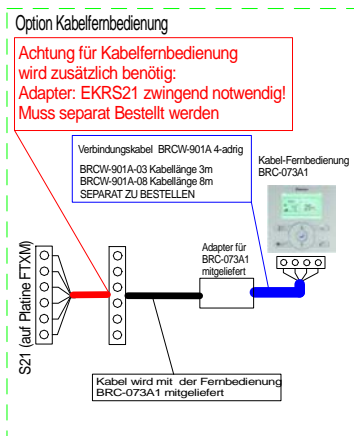 Option Kabelfernbedienung
Achtung für Kabelfernbedienung
wird zusätzlich benötig:
Adapter: EKRS21 zwingend notwendig!
Muss separat Bestellt werden
Verbindungskabel BRCW-901A 4-adrig
BRCW-901A-03 Kabellänge 3m
BRCW-901A-08 Kabellänge 8m
SEPARAT ZU BESTELLEN
Kabel-Fernbedienung
BRC-073A1
Adapter für
BRC-073A1
mitgeliefert
S21 (auf Platine FTXM)
Kabel wird mit der Fernbedienung
BRC-073A1 mitgeliefert